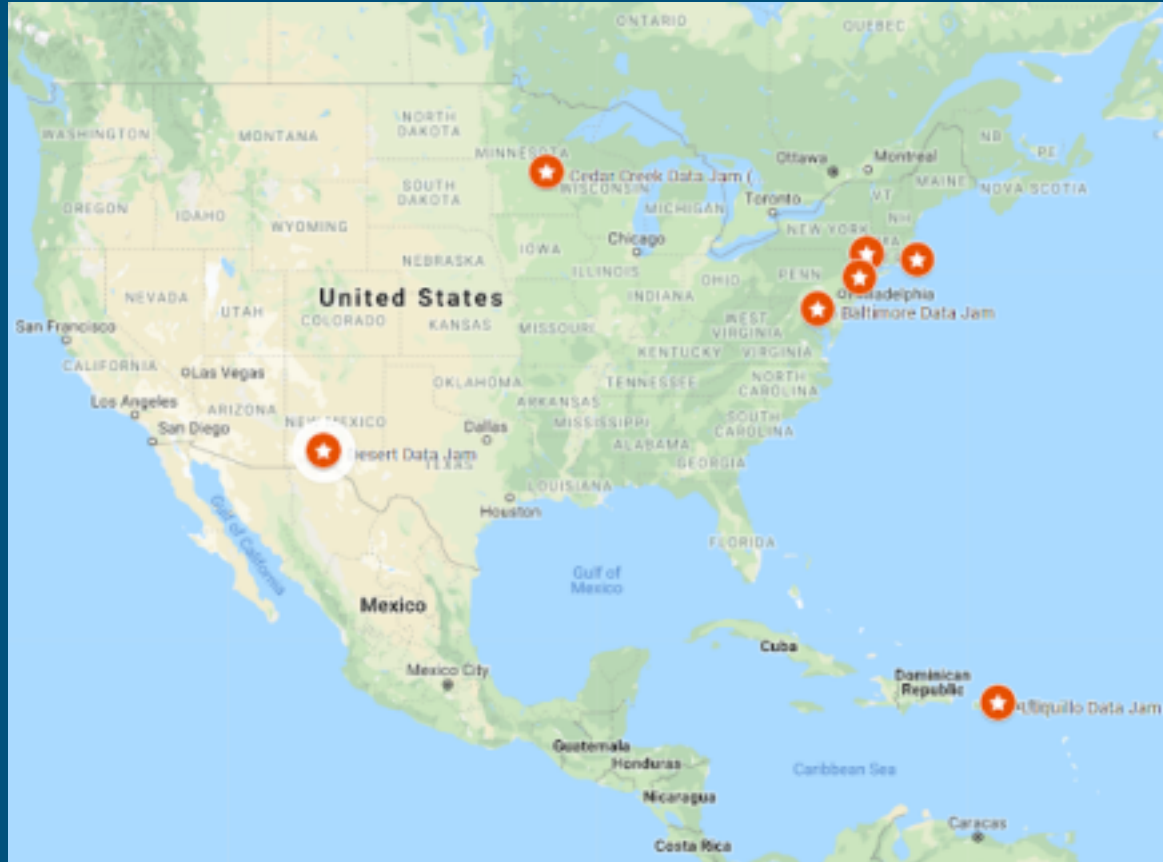 ONTARIO
QUEBEC
WASHINGTON
MONTANA
NORTH
DAKOTA
MINNESOTA
Ottawa
Montreal
NB
PE
Cedar Creek Data Jam (
WISCONSIN
SOUTH
DAKOTA
MICHIGAN
Toronto
VT
MAINE
NOVA SCOTIA
OREGON
IDAHO
WYOMING
NH
NEW YORK
Chicago
IOWA
NEBRASKA
ILLINOIS
OHIO
PENN
MA
NEVADA
UTAH
United States
INDIANA
Philadelphia
Baltimore Data Jam
San Francisco
COLORADO
KANSAS
MISSOURI
WEST
VIRGINIA
KENTUCKY
VIRGINIA
CALIFORNIA
Las Vegas
OKLAHOMA
TENNESSEE
NORTH
CAROLINA
Los Angeles
ARIZONA
NEW MEXICO
ARKANSAS
MISSISSIPPI
SOUTH
CAROLINA
San Diego
Dallas
ALABAMA
GEORGIA
esert Data Jam
TEXAS
LOUISIANA
Houston
Gulf of California
FLORIDA
Gulf of
Mexico
Mexico
Cuba
Mexico City
Dominican
Republic
Data Jam
Guatemala
Honduras
Caribbean Sea
Nicaragua
Caracas
Costa Rica